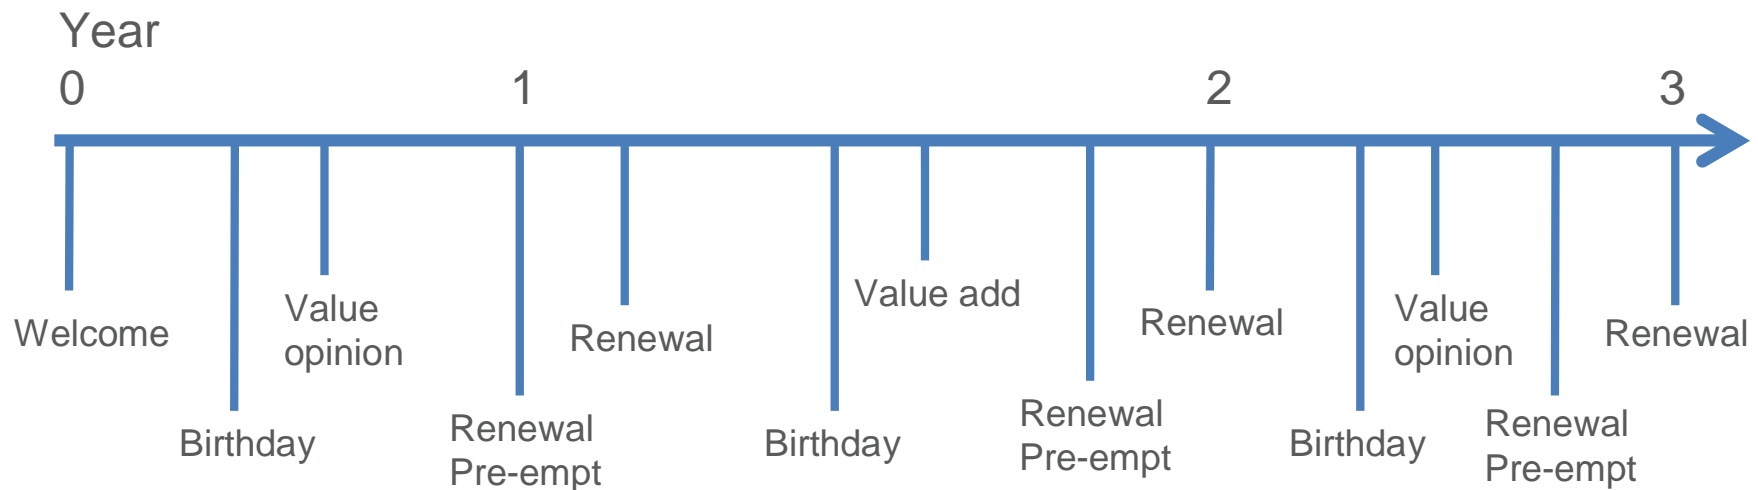 Year
0 1 2 3
Welcome
Birthday
Value
opinion
Renewal
Pre-empt
Renewal
Birthday
Value add
Renewal
Pre-empt
Renewal
Birthday
Value
opinion
Renewal
Pre-empt
Renewal